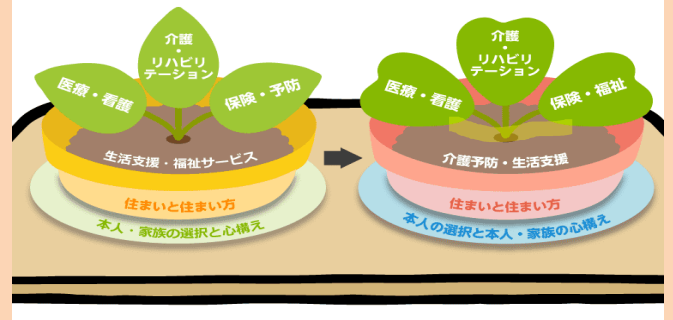 介護
・
リハビリ
テーション
医療・看護
保険・予防
生活支援・福祉サービス
住まいと住まい方
本人・家族の選択と心構え
介護
・
リハビリ
テーション
医療・看護
保険・福祉
介護予防・生活支援
住まいと住まい方
本人の選択と本人・家族の心構え